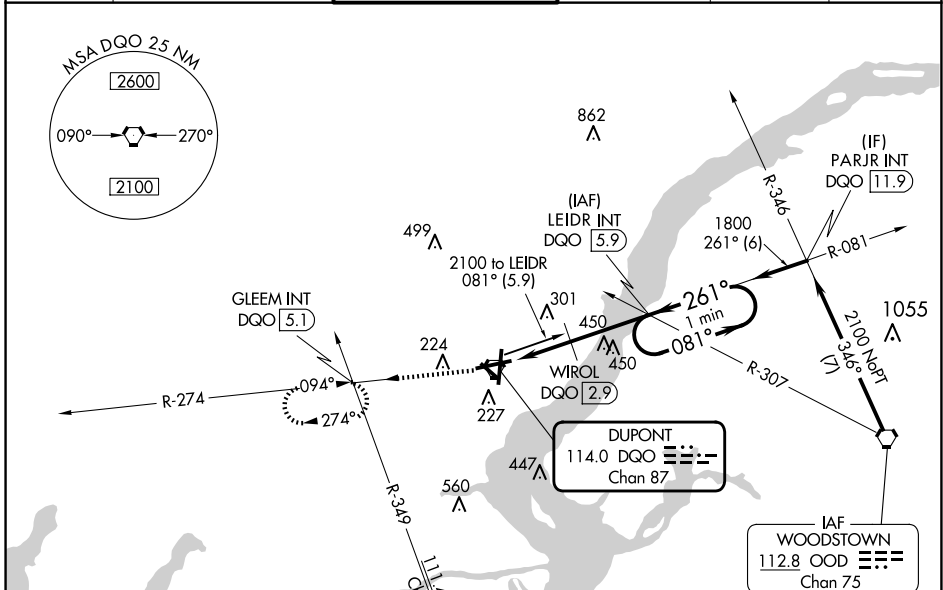 MSA DQO 25 NM
2600
090°
270°
2100
862
(IF)
PARJR INT
DQO 11.9
R-346
(IAF)
LEIDR INT
DQO 5.9
1800
261° (6)
R-081
499
2100 to LEIDR
081° (5.9)
GLEEM INT
DQO 5.1
301
261°
1 min
081°
450
450
1055
2100 NoPT
346°
(7)
224
WIROL
DQO 2.9
R-307
094°
R-274
274°
227
DUPONT
114.0 DQO
Chan 87
447
560
R-349
IAF
WOODSTOWN
112.8 OOD
Chan 75